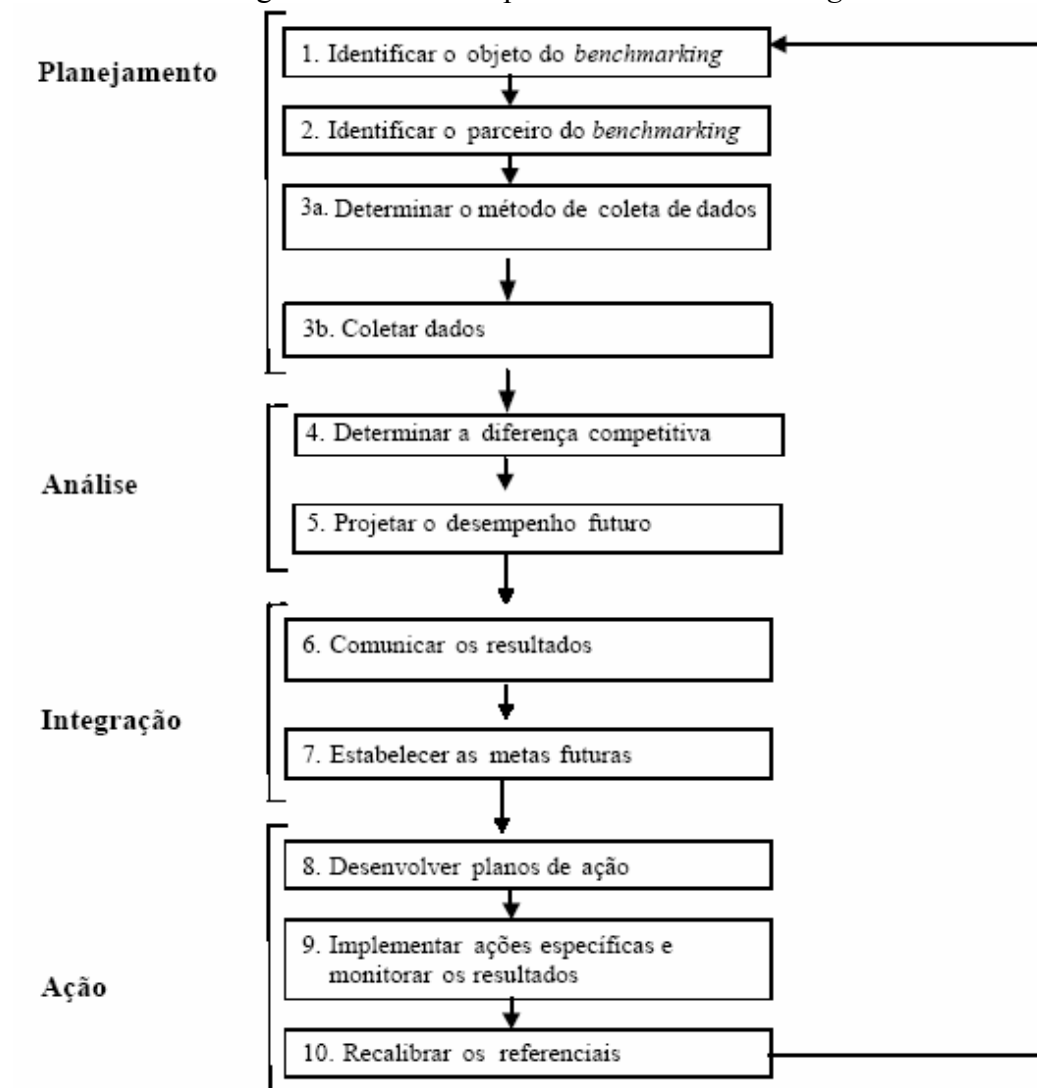 Planejamento
1. Identificar o objeto do benchmarking
2. Identificar o parceiro do benchmarking
3a. Determinar o método de coleta de dados
3b. Coletar dados
Análise
4. Determinar a diferença competitiva
5. Projetar o desempenho futuro
Integração
6. Comunicar os resultados
7. Estabelecer as metas futuras
Ação
8. Desenvolver planos de ação
9. Implementar ações específicas e
monitorar os resultados
10. Recalibrar os referenciais